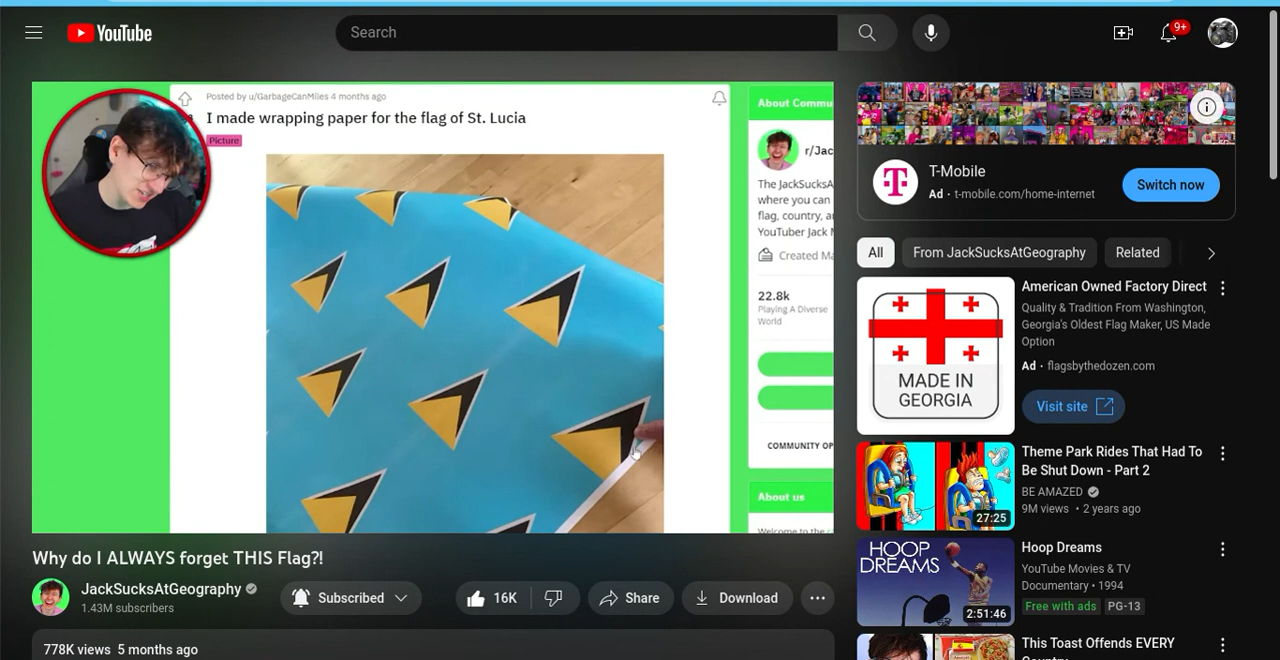 YouTube
Search
9+
Posted by u/GarbageCanMiles 4 months ago
I made wrapping paper for the flag of St. Lucia
Picture
About Commu
r/Jac
The JackSucksA
where you can
flag, country, a
YouTuber Jack
Created Ma
22.8k
Playing A Diverse
World
COMMUNITY OP
About us
Welcome to the
Why do I ALWAYS forget THIS Flag?!
JackSucksAtGeography
1.43M subscribers
Subscribed
16K
Share
Download
778K views 5 months ago
T-Mobile
Ad · t-mobile.com/home-internet
Switch now
All
From JackSucksAtGeography
Related
MADE IN
GEORGIA
American Owned Factory Direct
Quality & Tradition From Washington,
Georgia's Oldest Flag Maker, US Made
Option
Ad · flagsbythedozen.com
Visit site
27:25
Theme Park Rides That Had To
Be Shut Down - Part 2
BE AMAZED
9M views • 2 years ago
HOOP
DREAMS
2:51:46
Hoop Dreams
YouTube Movies & TV
Documentary • 1994
Free with ads PG-13
This Toast Offends EVERY
Country